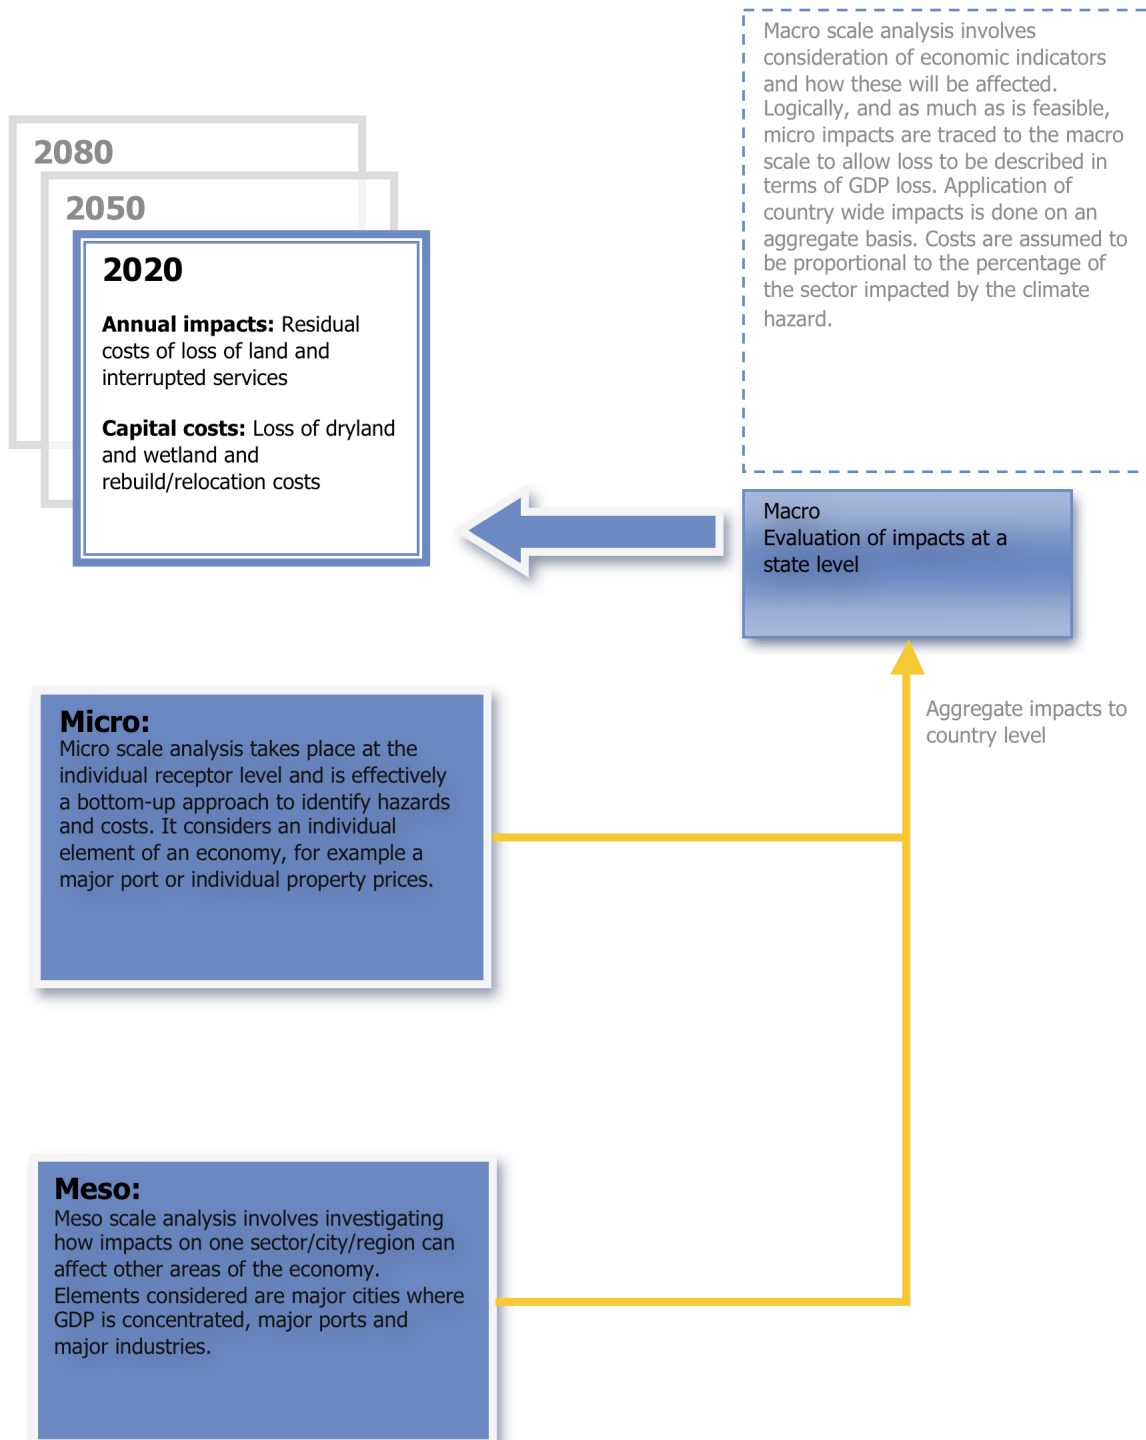 Macro scale analysis involves
consideration of economic indicators
and how these will be affected.
Logically, and as much as is feasible,
micro impacts are traced to the macro
scale to allow loss to be described in
terms of GDP loss. Application of
country wide impacts is done on an
aggregate basis. Costs are assumed to
be proportional to the percentage of
the sector impacted by the climate
hazard.
2080
2050
2020
Annual impacts: Residual
costs of loss of land and
interrupted services
Capital costs: Loss of dryland
and wetland and
rebuild/relocation costs
Macro
Evaluation of impacts at a
state level
Aggregate impacts to
country level
Micro:
Micro scale analysis takes place at the
individual receptor level and is effectively
a bottom-up approach to identify hazards
and costs. It considers an individual
element of an economy, for example a
major port or individual property prices.
Meso:
Meso scale analysis involves investigating
how impacts on one sector/city/region can
affect other areas of the economy.
Elements considered are major cities where
GDP is concentrated, major ports and
major industries.